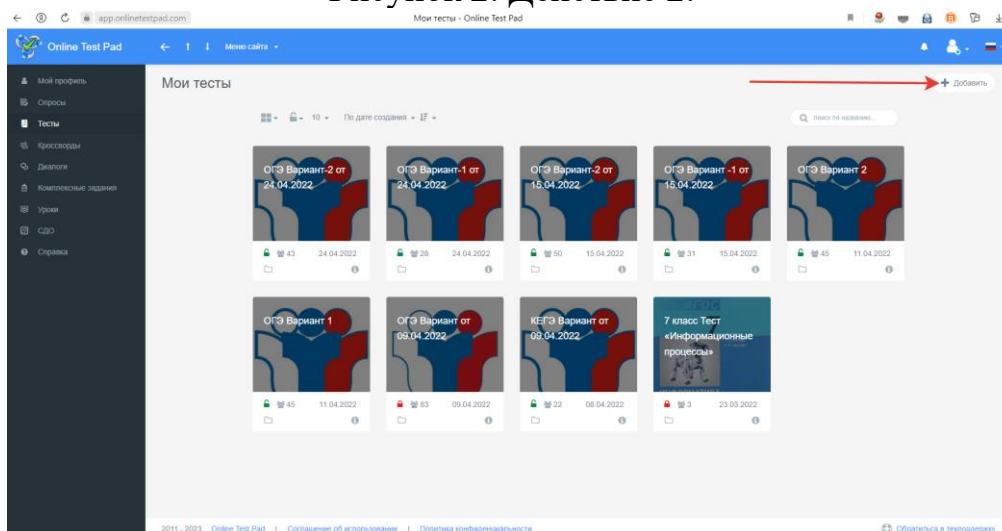 Рисунок 2. Действие 2.
app.onlinetestpad.com
Мои тесты - Online Test Pad
Online Test Pad
Меню сайта
Мой профиль
Опросы
Тесты
Кроссворды
Диалоги
Комплексные задания
Уроки
СДО
Справка
Мои тесты
Добавить
10
По дате создания
поиск по названию...
ОГЭ Вариант-2 от
24.04.2022
43 24.04.2022
ОГЭ Вариант-1 от
24.04.2022
28 24.04.2022
ОГЭ Вариант-2 от
15.04.2022
50 15.04.2022
ОГЭ Вариант -1 от
15.04.2022
31 15.04.2022
ОГЭ Вариант 2
45 11.04.2022
ОГЭ Вариант 1
45 11.04.2022
ОГЭ Вариант от
09.04.2022
83 09.04.2022
КЕГЭ Вариант от
09.04.2022
22 08.04.2022
7 класс Тест
«Информационные
процессы»
3 23.03.2022
2011 - 2023 Online Test Pad | Соглашение об использовании | Политика конфиденциальности
Обратиться в техподдержку